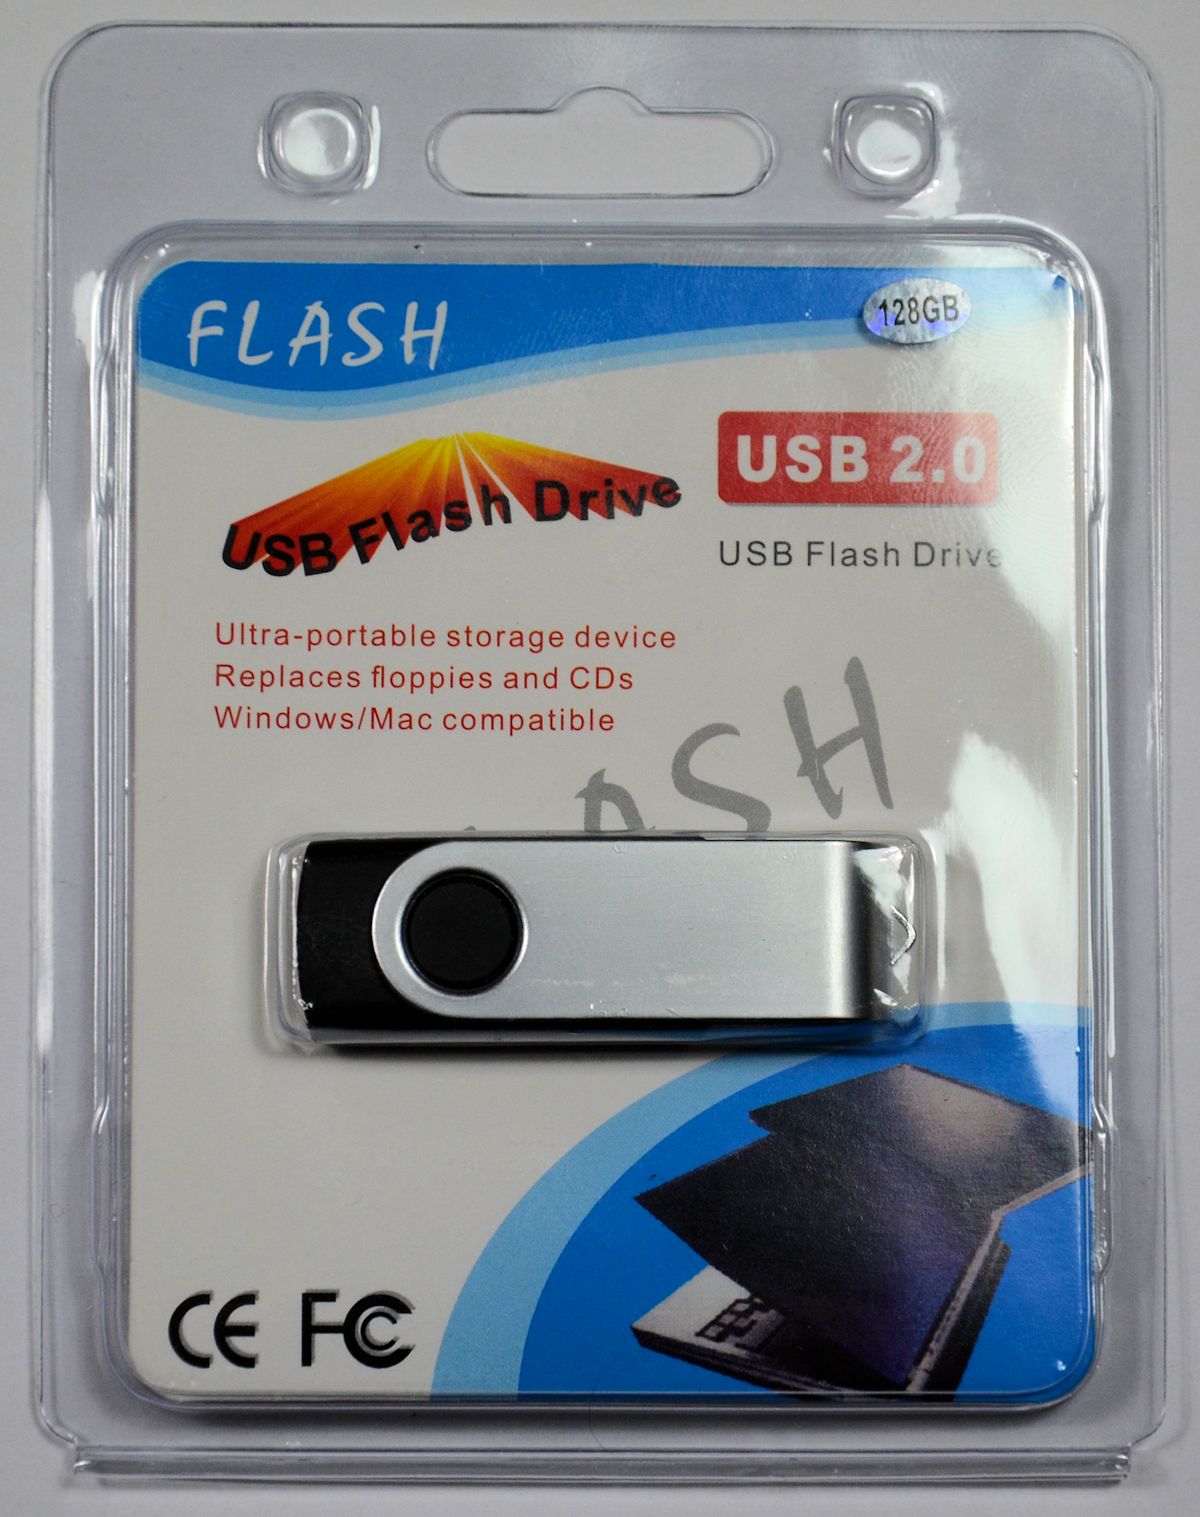 FLASH
128GB
USB 2.0
USB Flash Drive
USB Flash Drive
Ultra-portable storage device
Replaces floppies and CDs
Windows/Mac compatible
ASH
CE FC